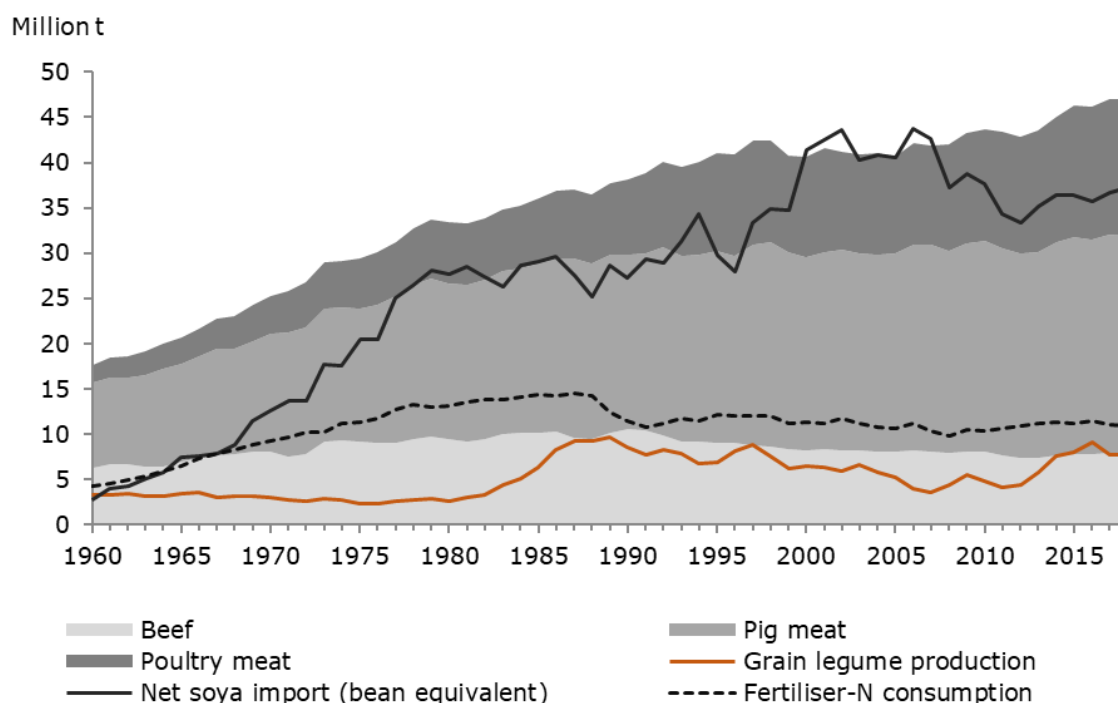 Million t
50
45
40
35
30
25
20
15
10
5
0
1960 1965 1970 1975 1980 1985 1990 1995 2000 2005 2010 2015
Beef Pig meat
Poultry meat Grain legume production
Net soya import (bean equivalent) Fertiliser-N consumption